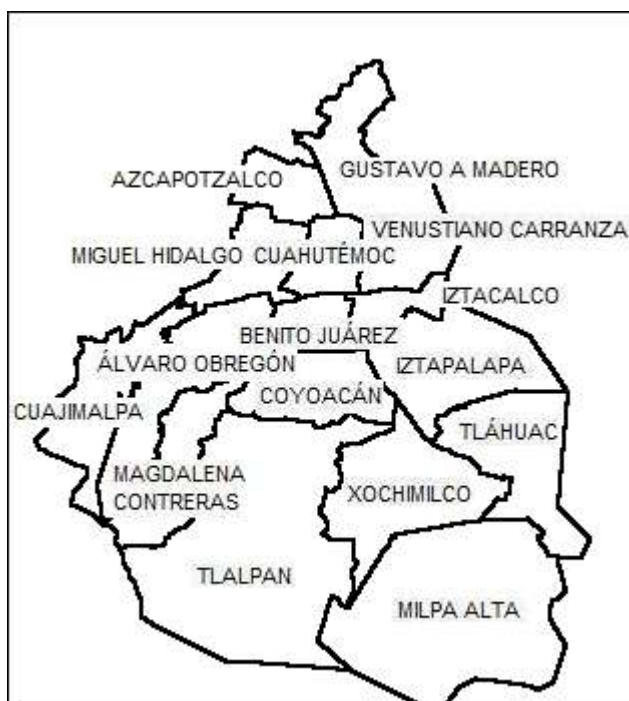 GUSTAVO A MADERO
AZCAPOTZALCO
VENUSTIANO CARRANZA
MIGUEL HIDALGO
CUAHUTÉMOC
IZTACALCO
BENITO JUÁREZ
ÁLVARO OBREGÓN
IZTAPALAPA
COYOACÁN
CUAJIMALPA
TLÁHUAC
MAGDALENA
CONTRERAS
XOCHIMILCO
TLALPAN
MILPA ALTA